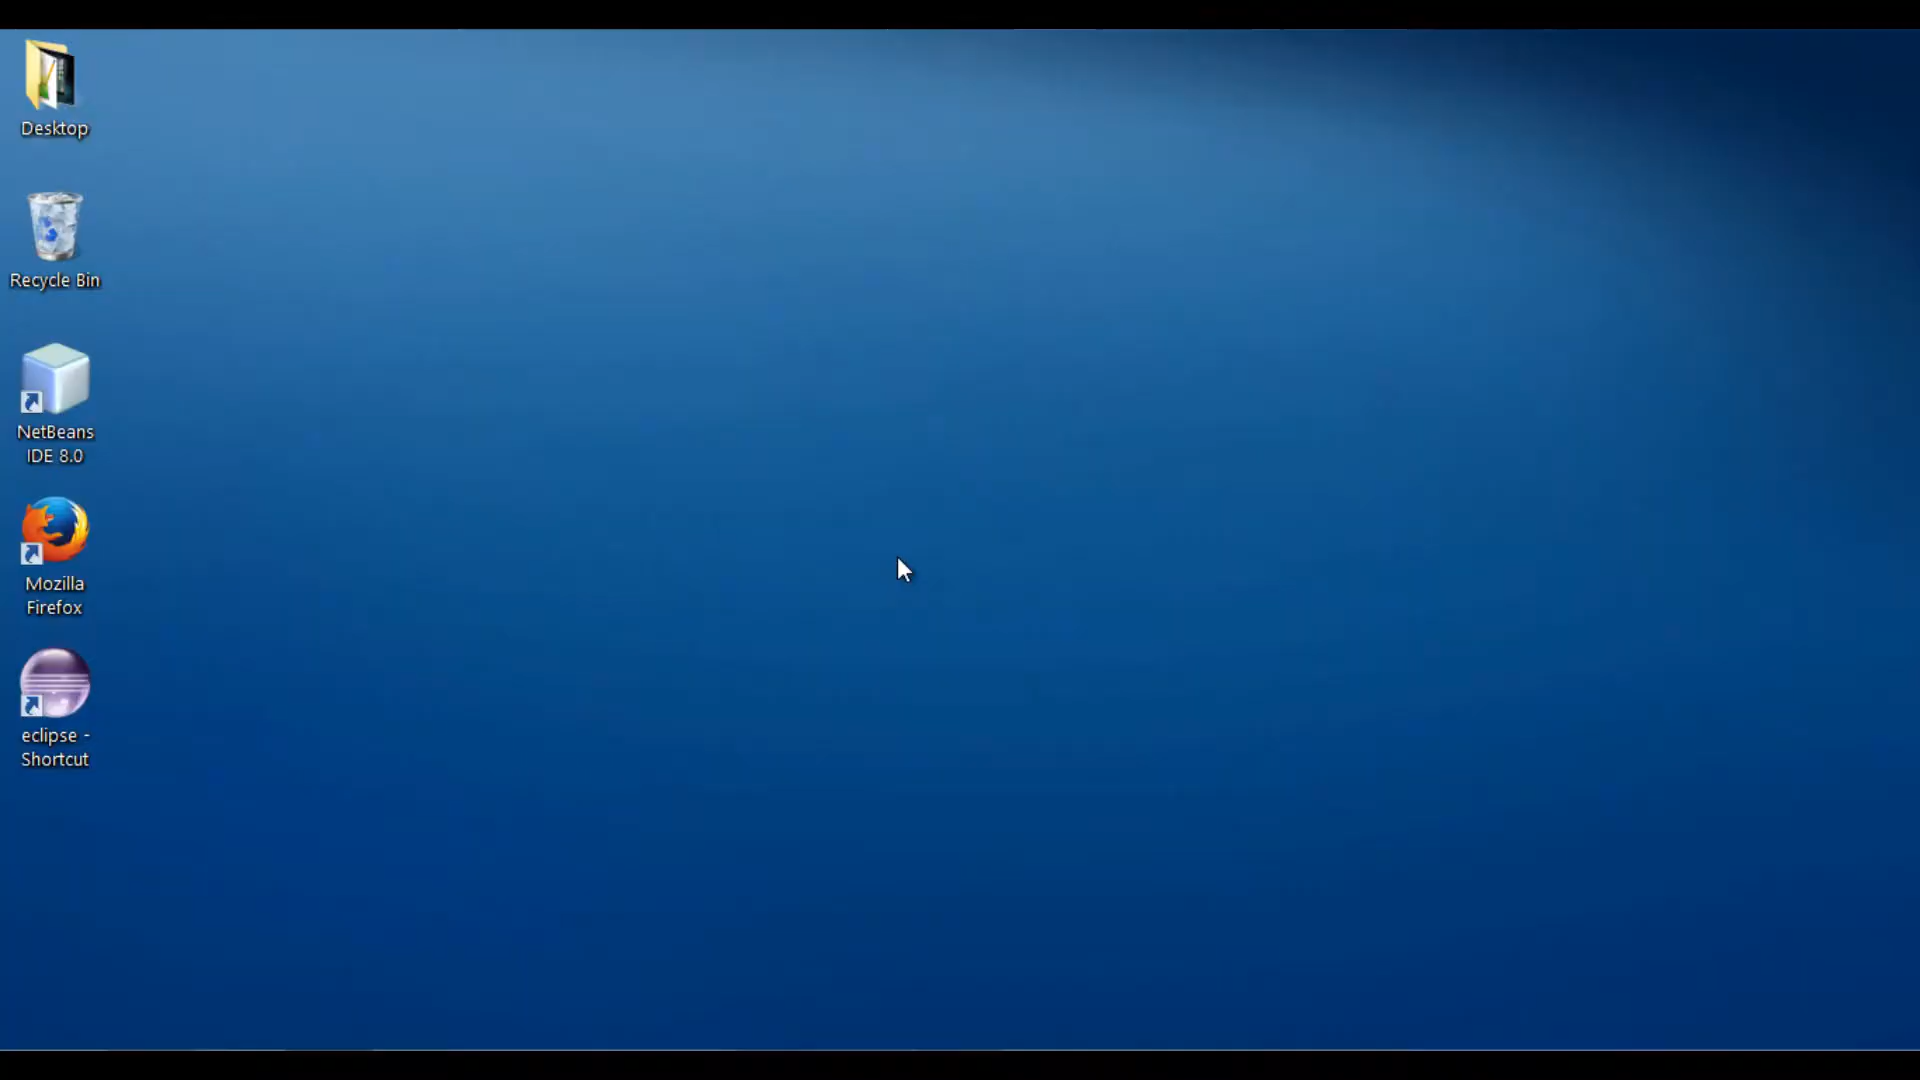 Desktop
Recycle Bin
NetBeans
IDE 8.0
Mozilla
Firefox
eclipse -
Shortcut